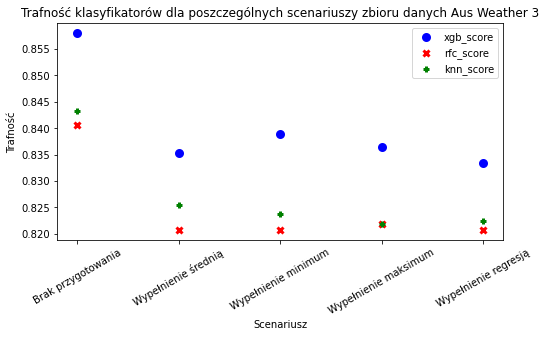 Trafność klasyfikatorów dla poszczególnych scenariuszy zbioru danych Aus Weather 3
xgb_score
rfc_score
knn_score
Trafność
0.855
0.850
0.845
0.840
0.835
0.830
0.825
0.820
Brak przygotowania
Wypełnienie średnią
Wypełnienie minimum
Wypełnienie maksimum
Wypełnienie regresją
Scenariusz